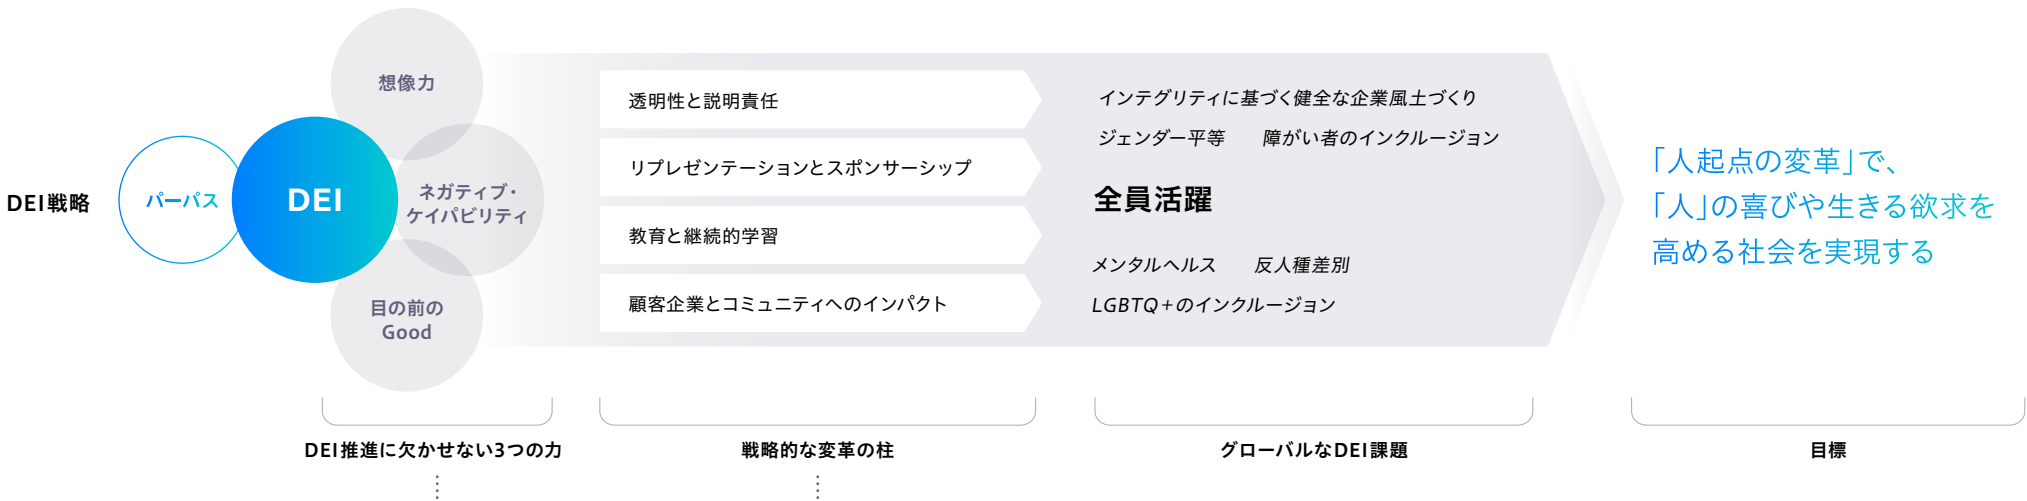 DEI戦略
パーパス
DEI
想像力
ネガティブ・
ケイパビリティ
目の前の
Good
透明性と説明責任
リプレゼンテーションとスポンサーシップ
教育と継続的学習
顧客企業とコミュニティへのインパクト
インテグリティに基づく健全な企業風土づくり
ジェンダー平等　障がい者のインクルージョン
全員活躍
メンタルヘルス　反人種差別
LGBTQ+のインクルージョン
「人起点の変革」で、
「人」の喜びや生きる欲求を
高める社会を実現する
DEI推進に欠かせない3つの力
戦略的な変革の柱
グローバルなDEI課題
目標